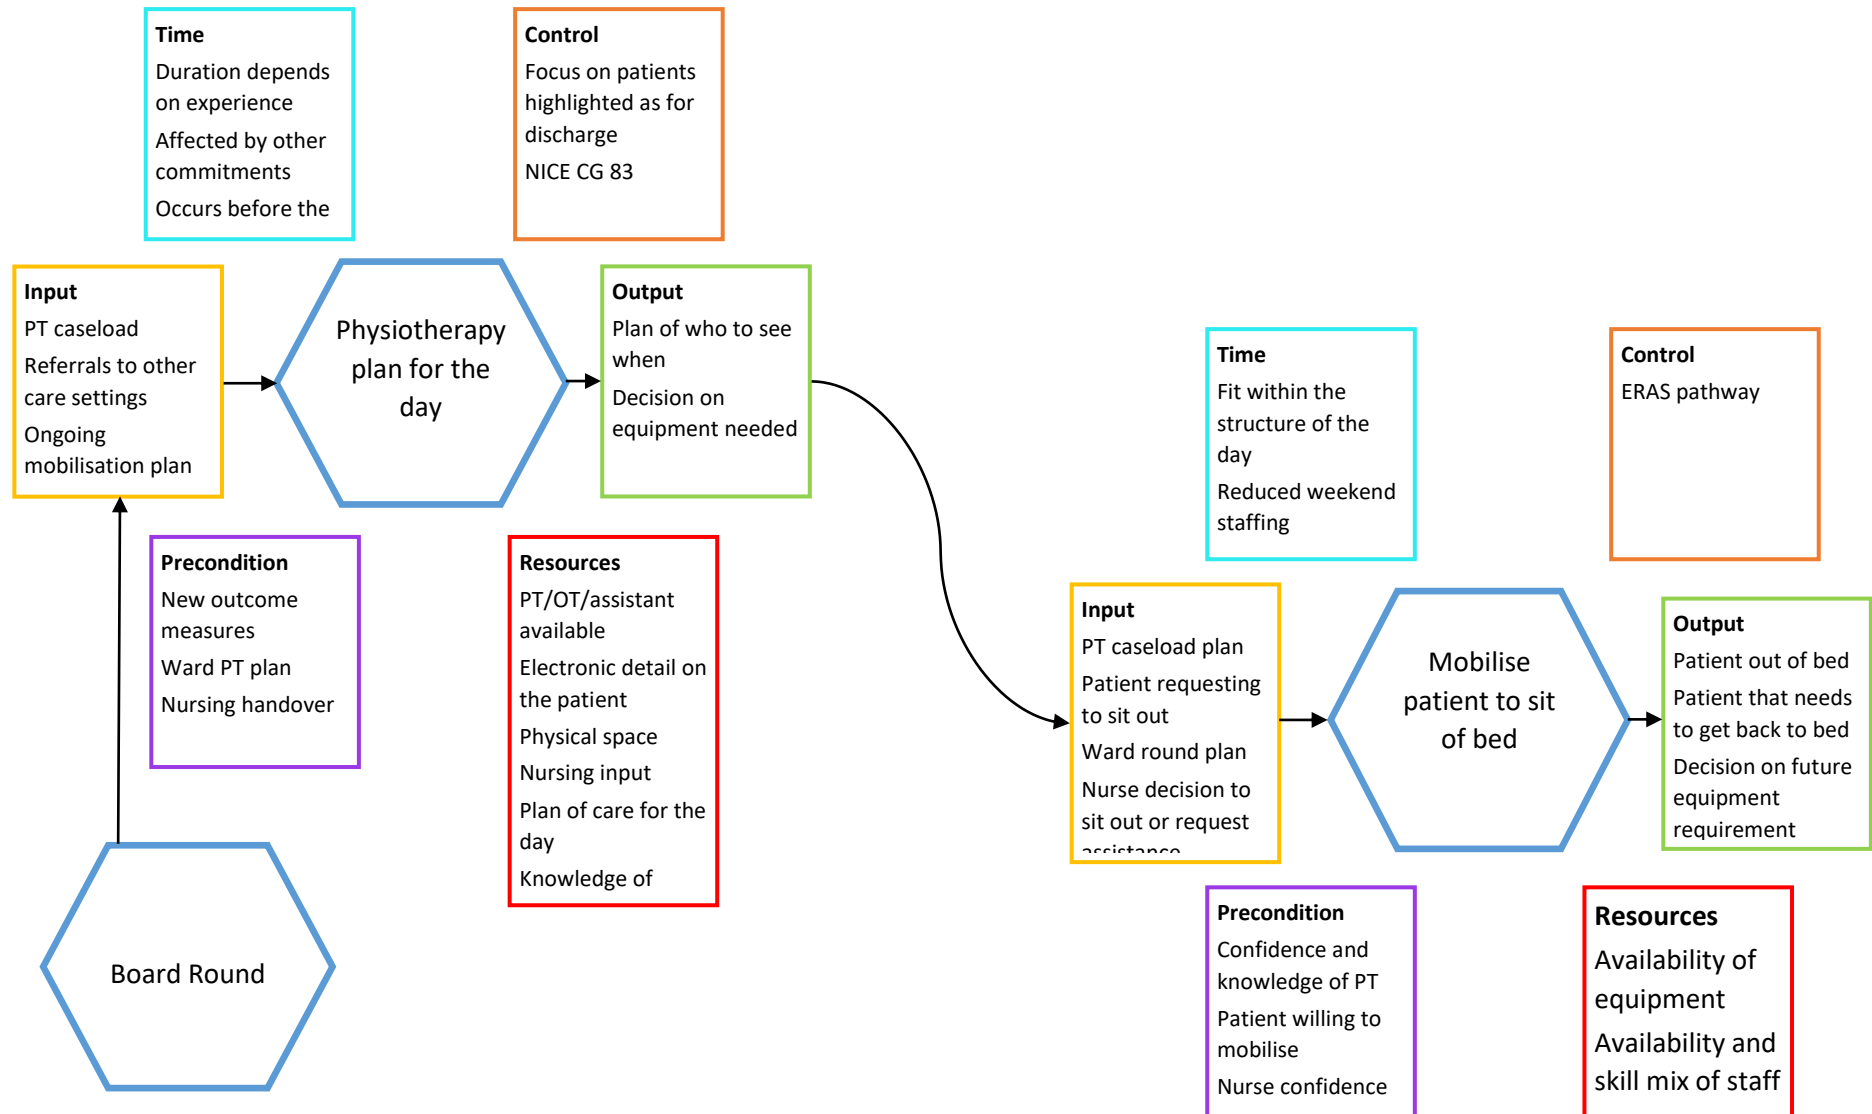 Time
Duration depends
on experience
Affected by other
commitments
Occurs before the
Control
Focus on patients
highlighted as for
discharge
NICE CG 83
Input
PT caseload
Referrals to other
care settings
Ongoing
mobilisation plan
Physiotherapy
plan for the
day
Output
Plan of who to see
when
Decision on
equipment needed
Precondition
New outcome
measures
Ward PT plan
Nursing handover
Resources
PT/OT/assistant
available
Electronic detail on
the patient
Physical space
Nursing input
Plan of care for the
day
Knowledge of
Board Round
Time
Fit within the
structure of the
day
Reduced weekend
staffing
Control
ERAS pathway
Input
PT caseload plan
Patient requesting
to sit out
Ward round plan
Nurse decision to
sit out or request
assistance
Mobilise
patient to sit
of bed
Output
Patient out of bed
Patient that needs
to get back to bed
Decision on future
equipment
requirement
Precondition
Confidence and
knowledge of PT
Patient willing to
mobilise
Nurse confidence
Resources
Availability of
equipment
Availability and
skill mix of staff